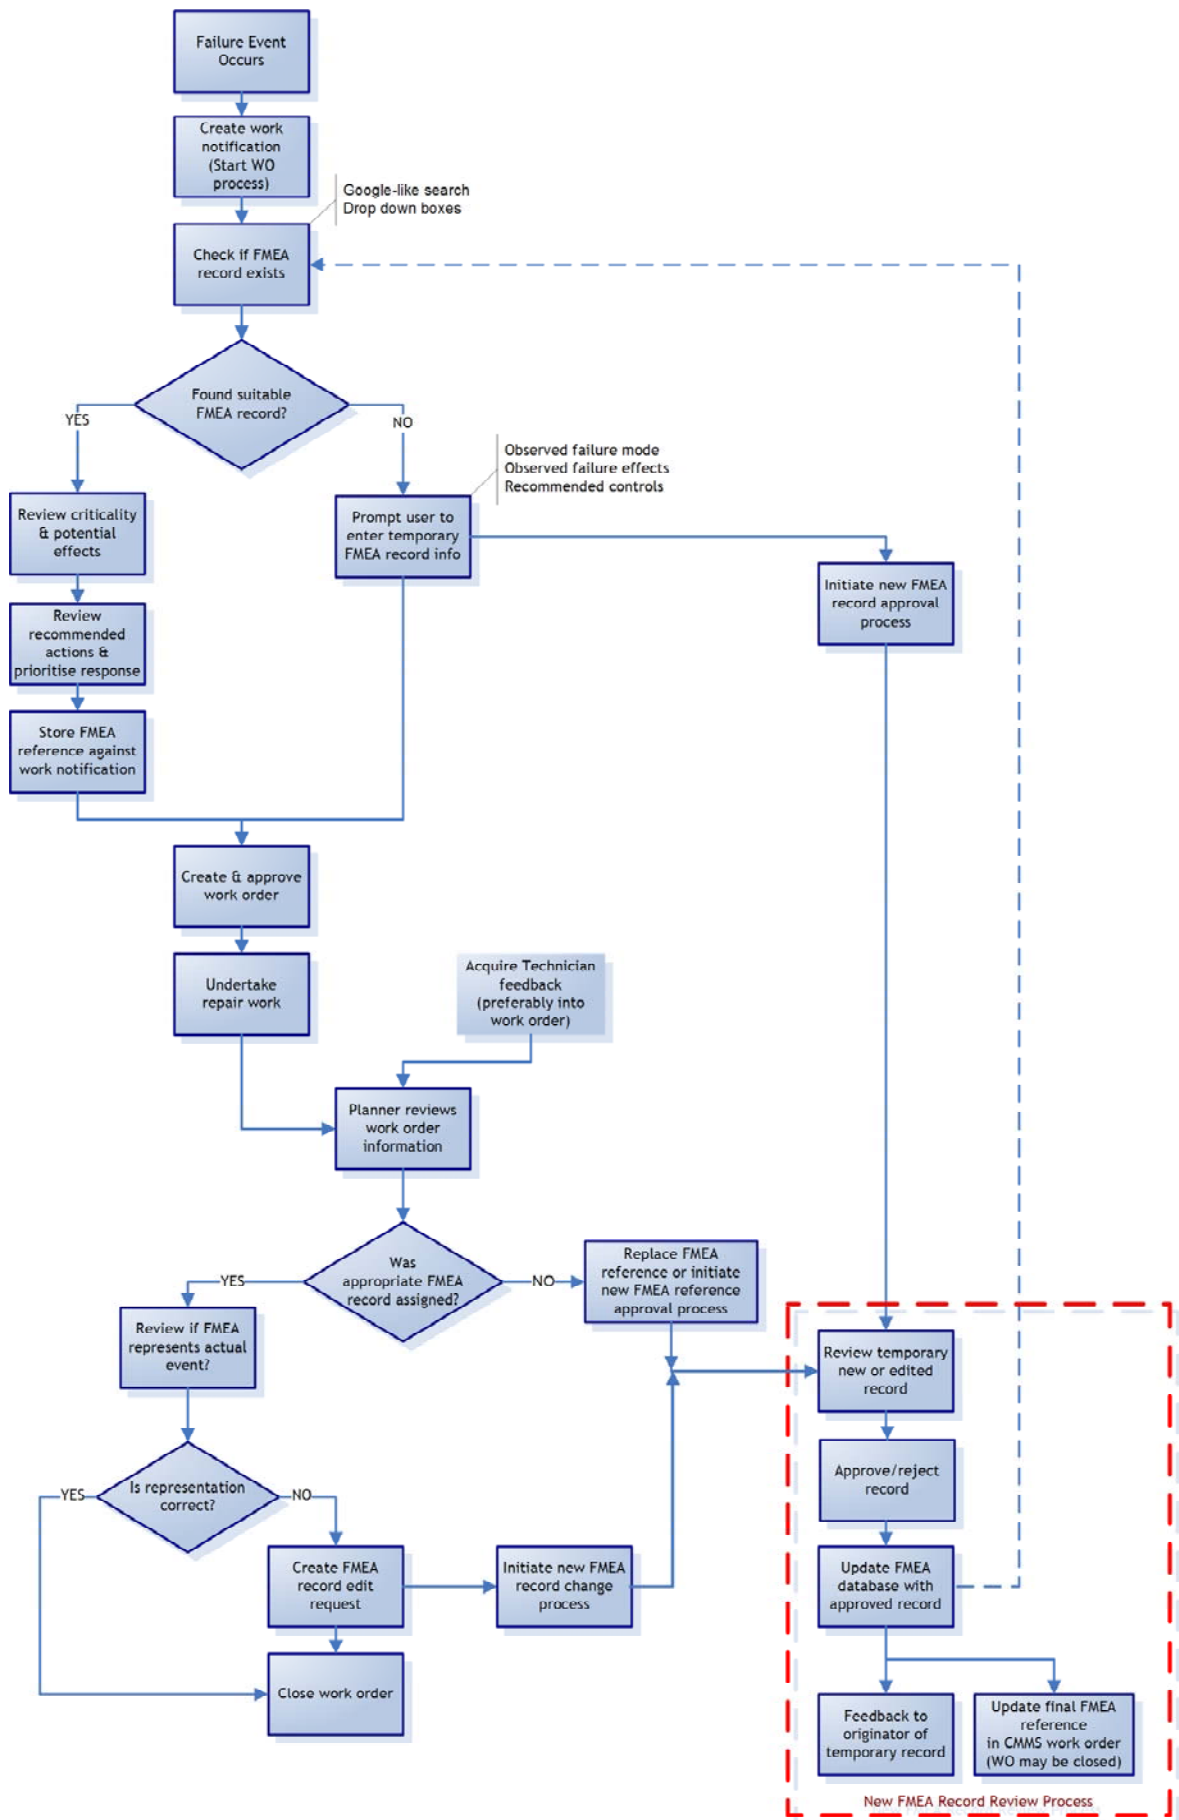 Failure Event
Occurs
Create work
notification
(Start WO
process)
Google-like search
Drop down boxes
Check if FMEA
record exists
Found suitable
FMEA record?
YES
NO
Observed failure mode
Observed failure effects
Recommended controls
Review criticality
& potential
effects
Prompt user to
enter temporary
FMEA record info
Initiate new FMEA
record approval
process
Review
recommended
actions &
prioritise response
Store FMEA
reference against
work notification
Create & approve
work order
Undertake
repair work
Acquire Technician
feedback
(preferably into
work order)
Planner reviews
work order
information
Was
appropriate FMEA
record assigned?
YES
NO
Replace FMEA
reference or initiate
new FMEA reference
approval process
Review if FMEA
represents actual
event?
Review temporary
new or edited
record
Is representation
correct?
YES
NO
Approve/reject
record
Create FMEA
record edit
request
Initiate new FMEA
record change
process
Update FMEA
database with
approved record
Close work order
Feedback to
originator of
temporary record
Update final FMEA
reference
in CMMS work order
(WO may be closed)
New FMEA Record Review Process